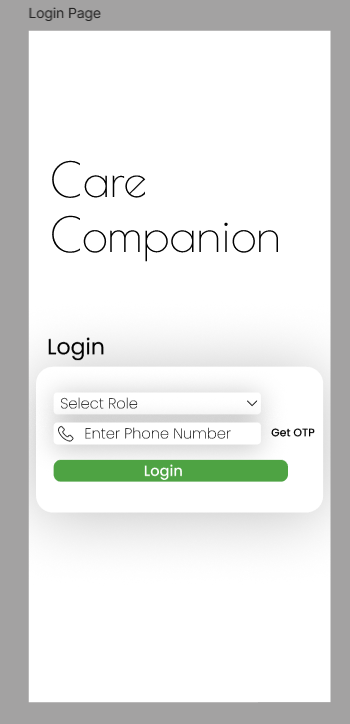 Login Page
Care
Companion
Login
Select Role
Enter Phone Number
Get OTP
Login